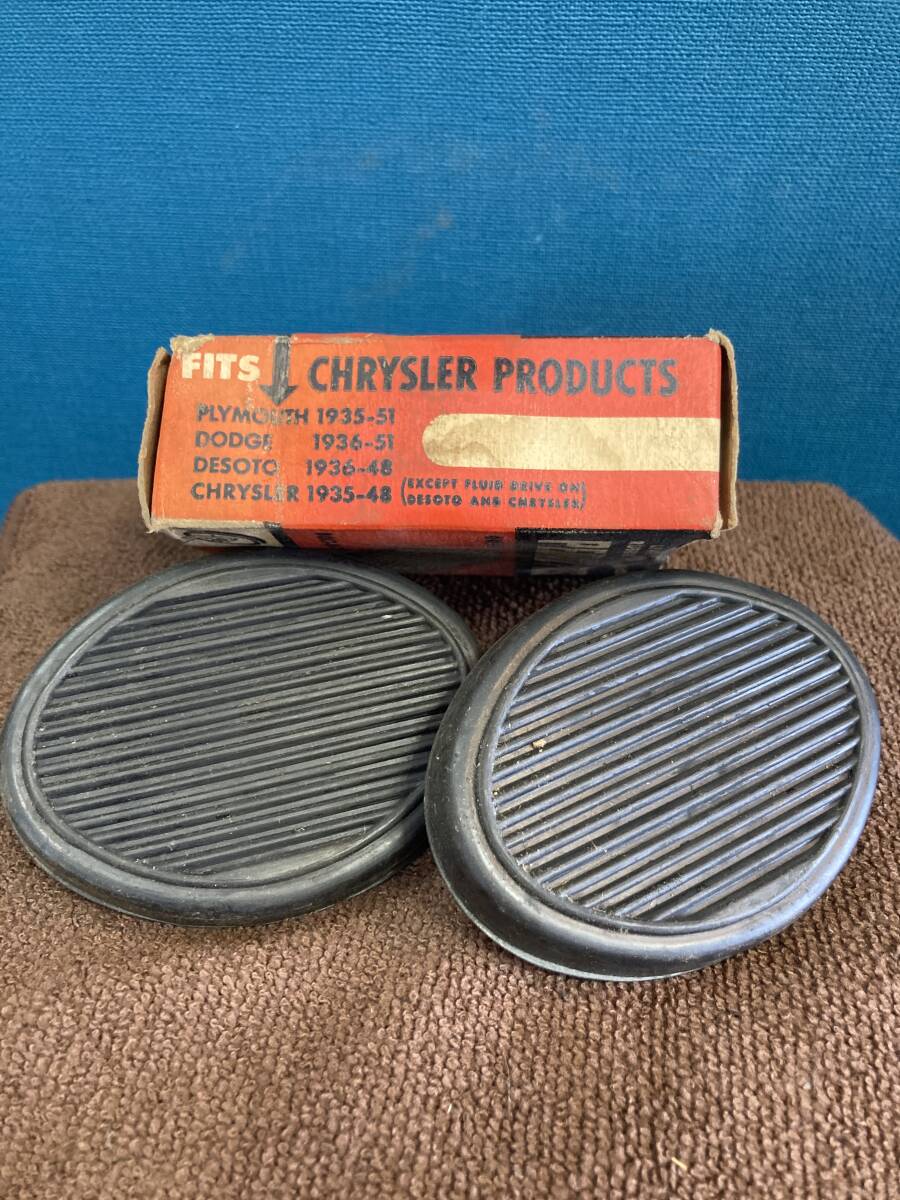 FITS CHRYSLER PRODUCTS
PLYMOUTH 1935-51
DODGE 1936-51
DESOTO 1936-48
CHRYSLER 1935-48 (EXCEPT FLUID DRIVE ON
DESOTO AND CHRYSLER)